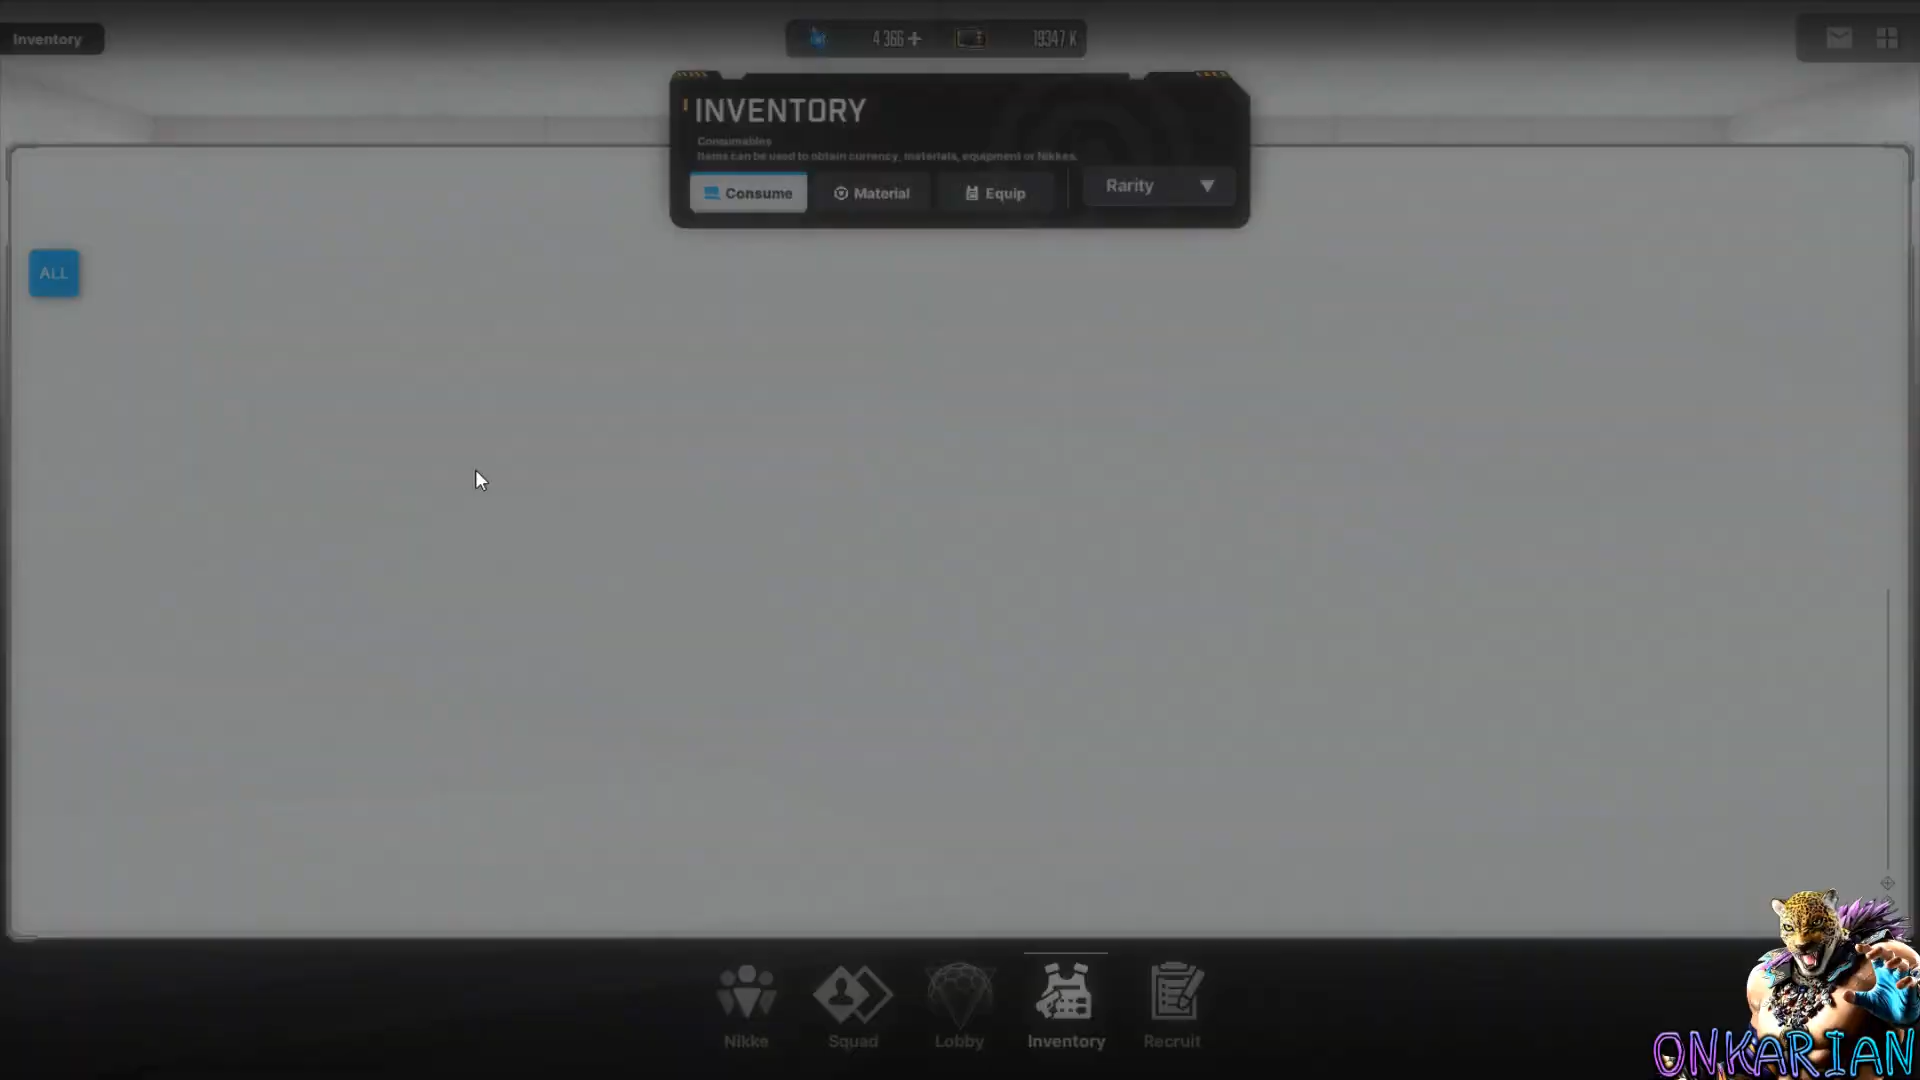 Inventory
4 366
19347 K
INVENTORY
Consumables
Items can be used to obtain currency, materials, equipment or Nikkes.
Consume
Material
Equip
Rarity
ALL
Nikke
Squad
Lobby
Inventory
Recruit
ONKARIAN